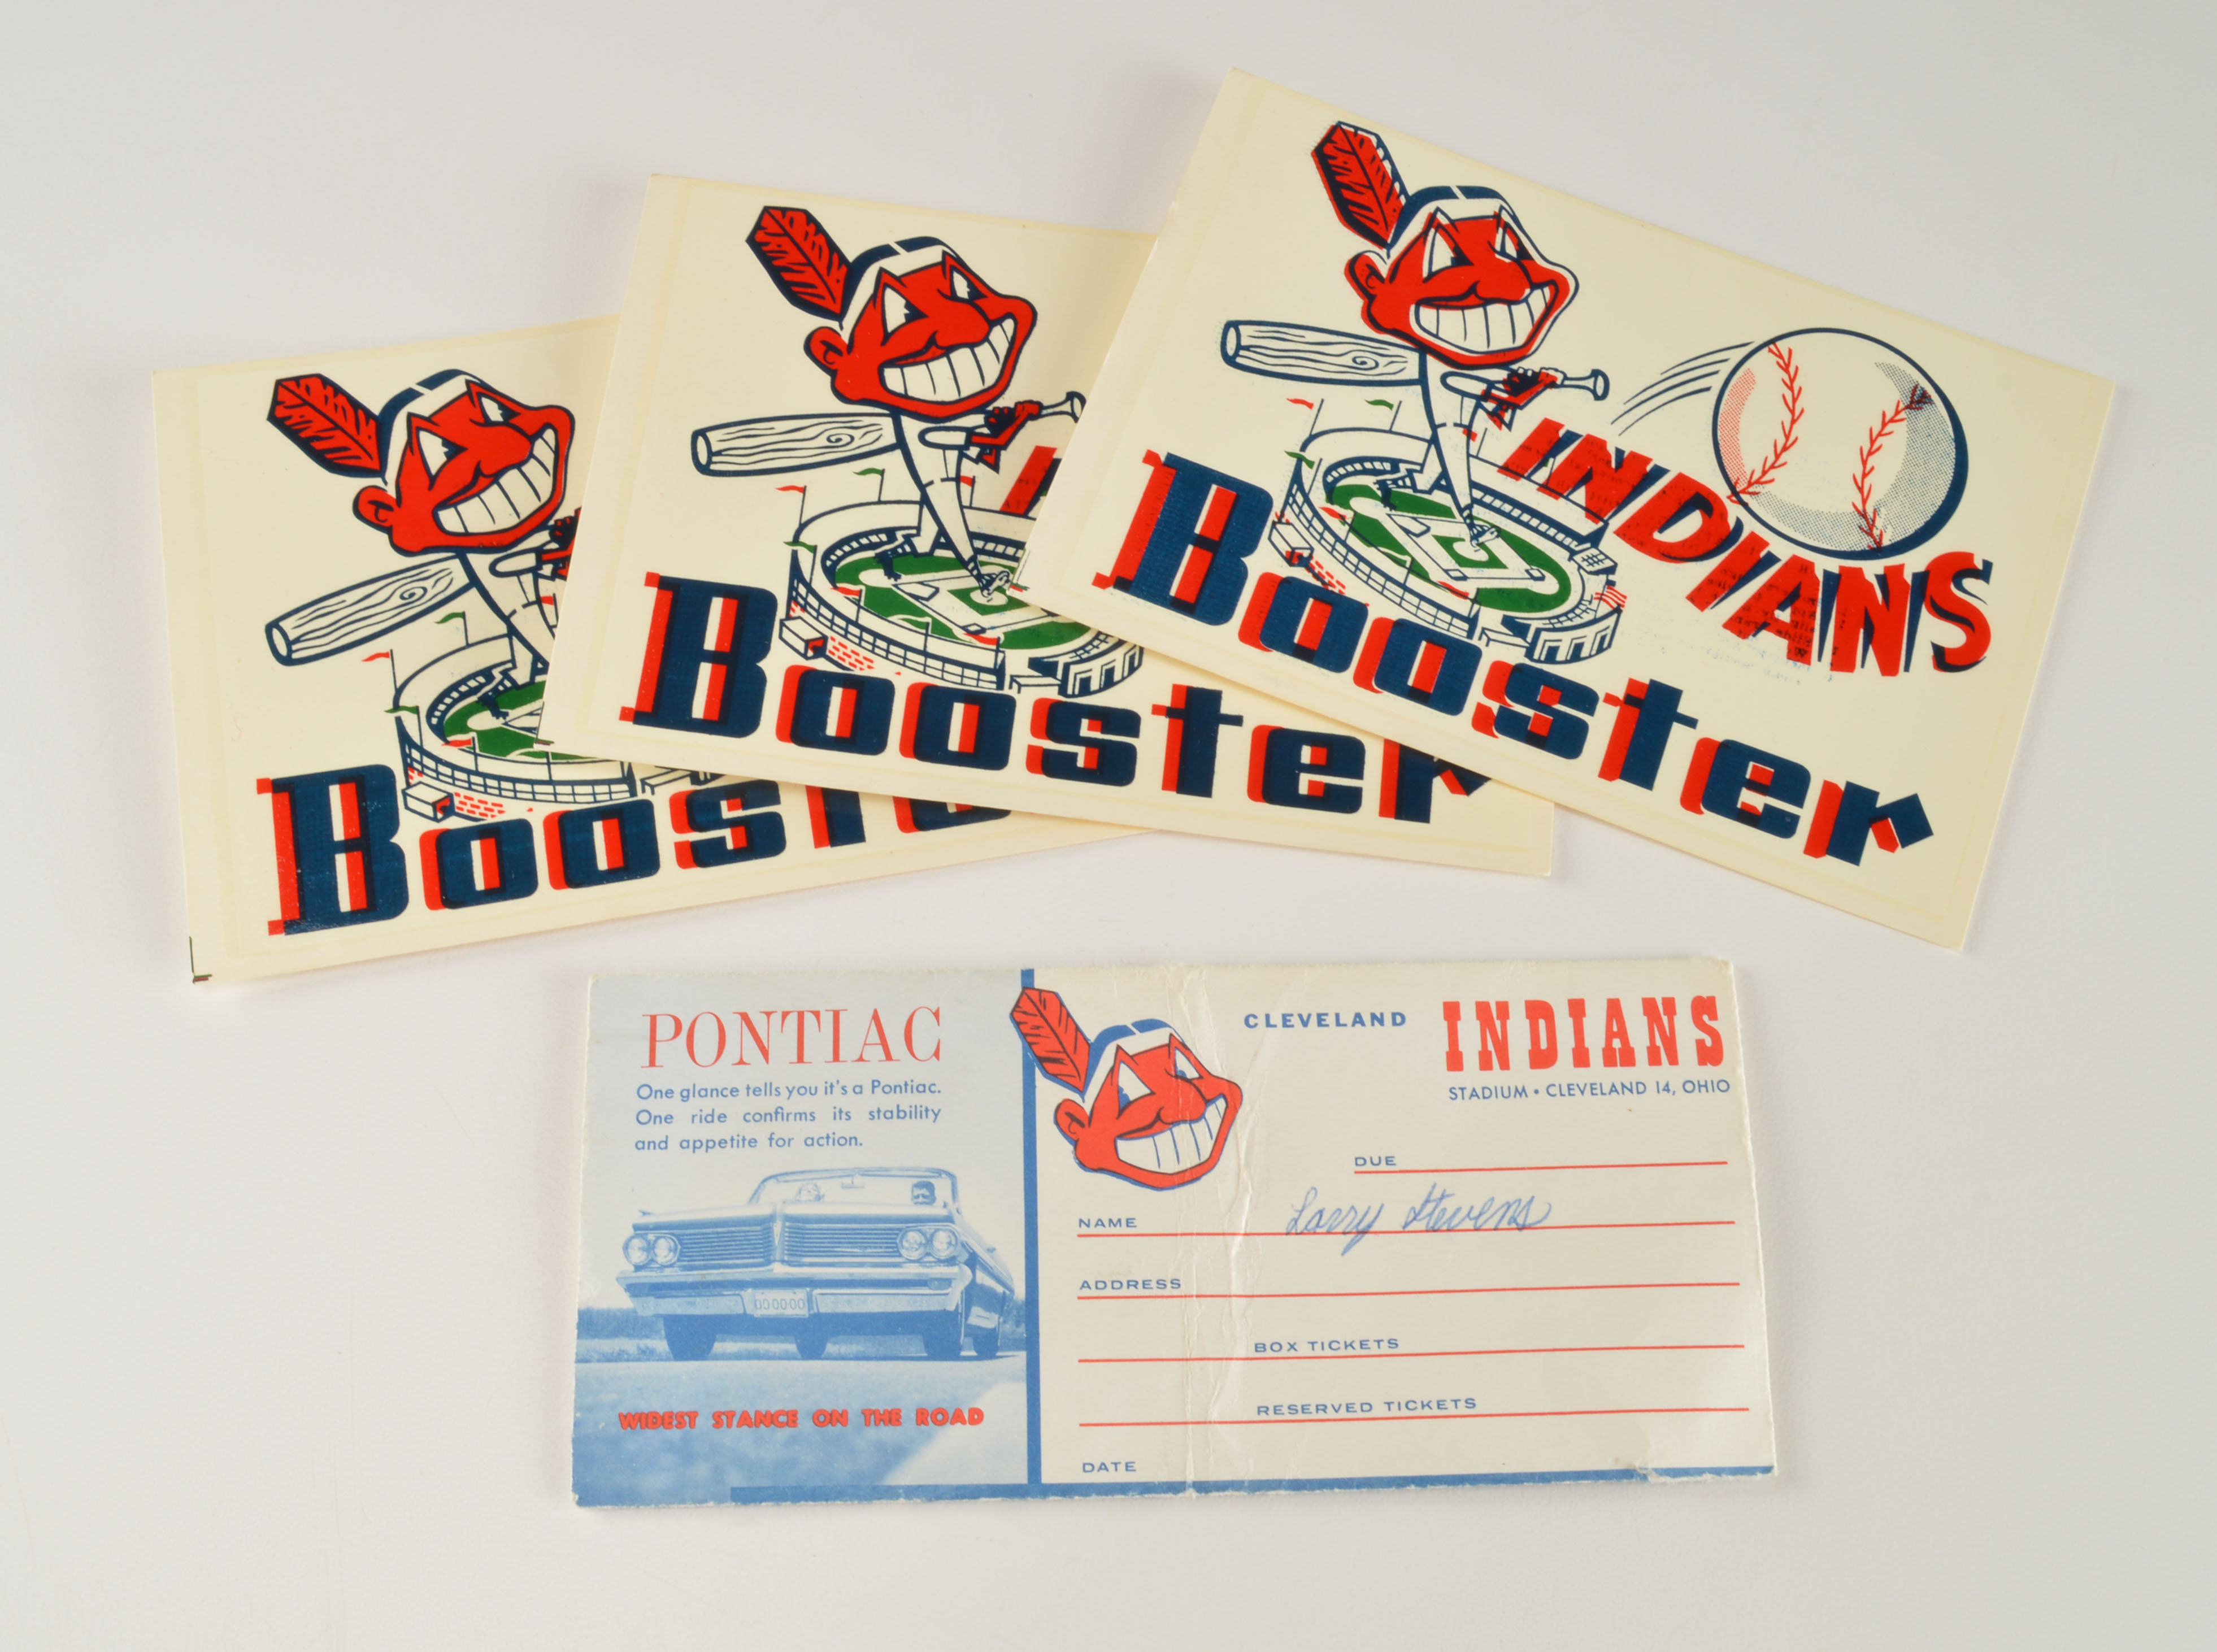 INDIANS
Booster
I
Booster
Booste
PONTIAC
One glance tells you it's a Pontiac.
One ride confirms its stability
and appetite for action.
000000
WIDEST STANCE ON THE ROAD
CLEVELAND INDIANS
STADIUM • CLEVELAND 14, OHIO
DUE
NAME Larry Stevens
ADDRESS
BOX TICKETS
RESERVED TICKETS
DATE